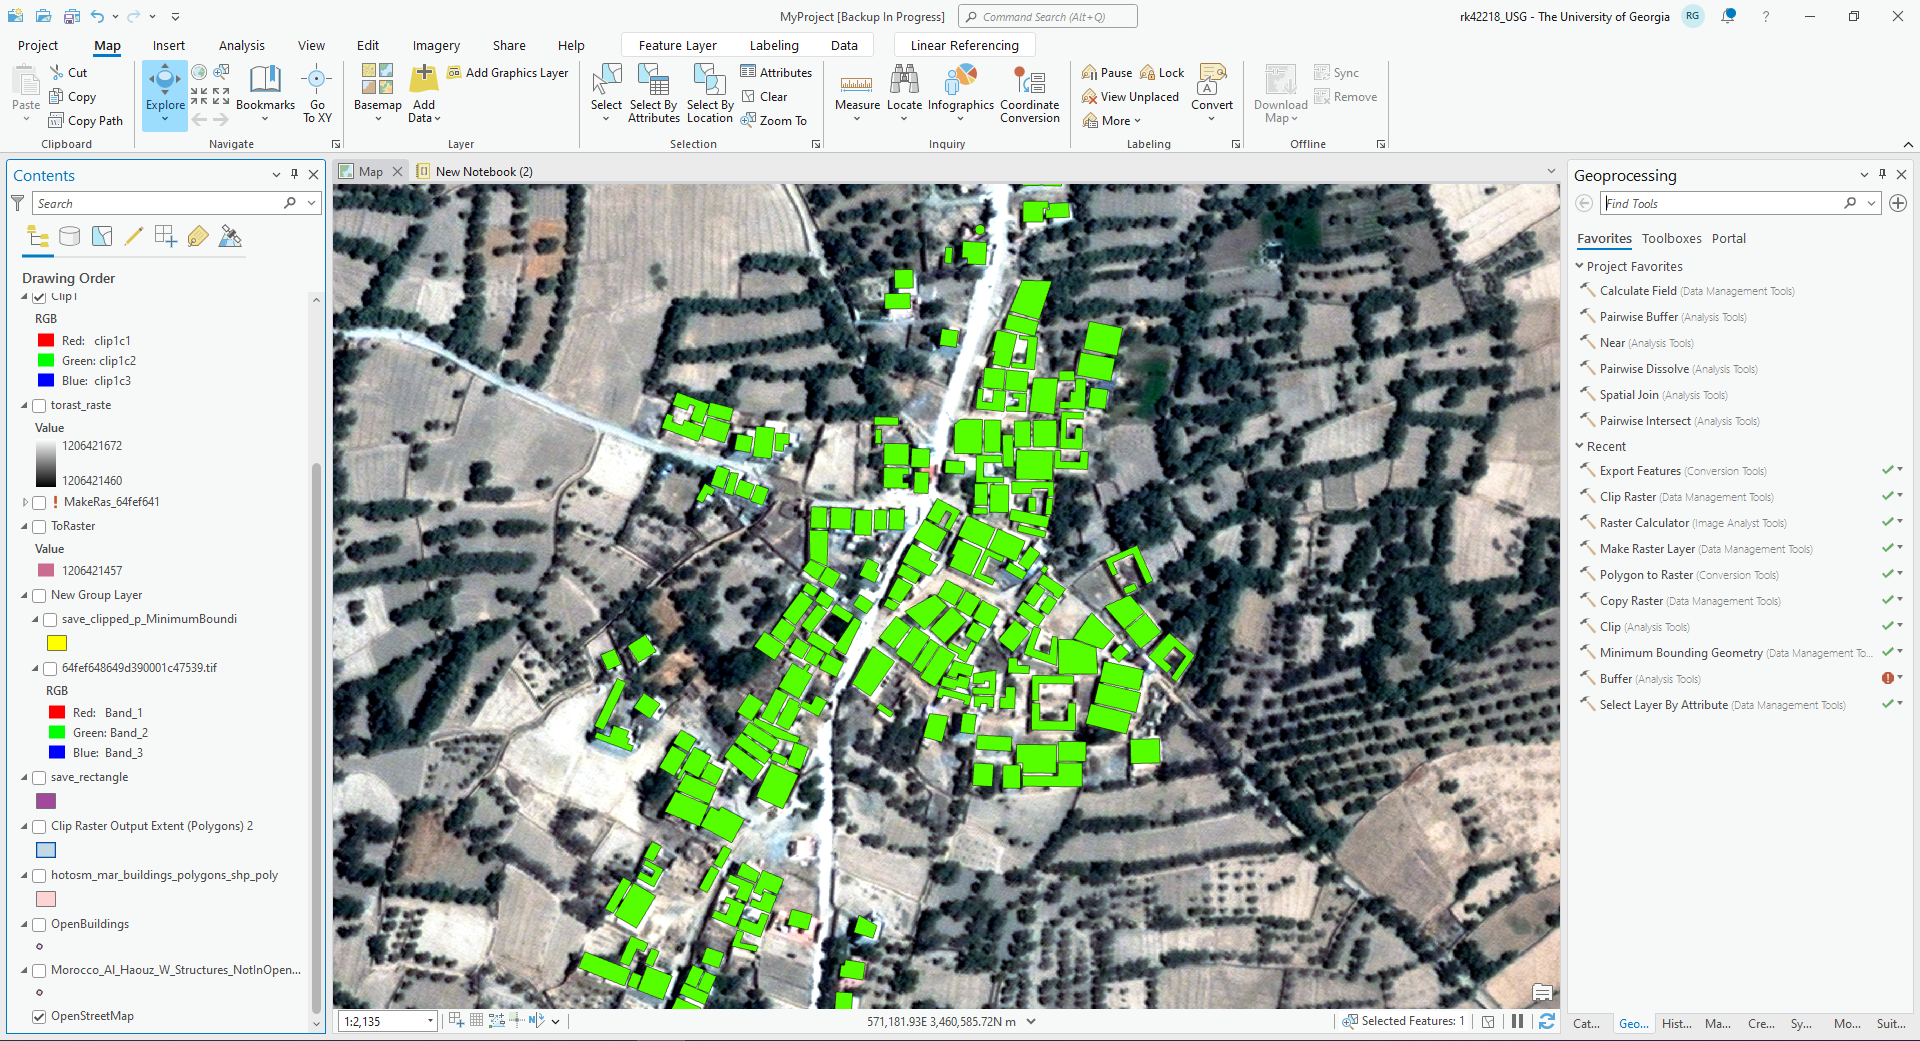 MyProject [Backup In Progress]
Command Search (Alt+Q)
rk42218_USG - The University of Georgia
RG
?
Project
Map
Insert
Analysis
View
Edit
Imagery
Share
Help
Feature Layer
Labeling
Data
Linear Referencing
Paste
Cut
Copy
Copy Path
Clipboard
Explore
Bookmarks
Go
To XY
Navigate
Basemap
Add
Data
Add Graphics Layer
Layer
Select
Select By
Attributes
Select By
Location
Attributes
Clear
Zoom To
Selection
Measure
Locate
Infographics
Coordinate
Conversion
Inquiry
Pause
Lock
View Unplaced
More
Convert
Labeling
Download
Map
Sync
Remove
Offline
Contents
Search
Drawing Order
Clip1
RGB
Red: clip1c1
Green: clip1c2
Blue: clip1c3
torast_raste
Value
1206421672
1206421460
! MakeRas_64fef641
ToRaster
Value
1206421457
New Group Layer
save_clipped_p_MinimumBoundi
64fef648649d390001c47539.tif
RGB
Red: Band_1
Green: Band_2
Blue: Band_3
save_rectangle
Clip Raster Output Extent (Polygons) 2
hotosm_mar_buildings_polygons_shp_poly
OpenBuildings
Morocco_Al_Haouz_W_Structures_NotInOpen...
OpenStreetMap
Map
New Notebook (2)
1:2,135
571,181.93E 3,460,585.72N m
Selected Features: 1
Geoprocessing
Find Tools
Favorites
Toolboxes
Portal
Project Favorites
Calculate Field (Data Management Tools)
Pairwise Buffer (Analysis Tools)
Near (Analysis Tools)
Pairwise Dissolve (Analysis Tools)
Spatial Join (Analysis Tools)
Pairwise Intersect (Analysis Tools)
Recent
Export Features (Conversion Tools)
Clip Raster (Data Management Tools)
Raster Calculator (Image Analyst Tools)
Make Raster Layer (Data Management Tools)
Polygon to Raster (Conversion Tools)
Copy Raster (Data Management Tools)
Clip (Analysis Tools)
Minimum Bounding Geometry (Data Management To...
Buffer (Analysis Tools)
Select Layer By Attribute (Data Management Tools)
Cat...
Geo...
Hist...
Ma...
Cre...
Sy...
Mo...
Suit...